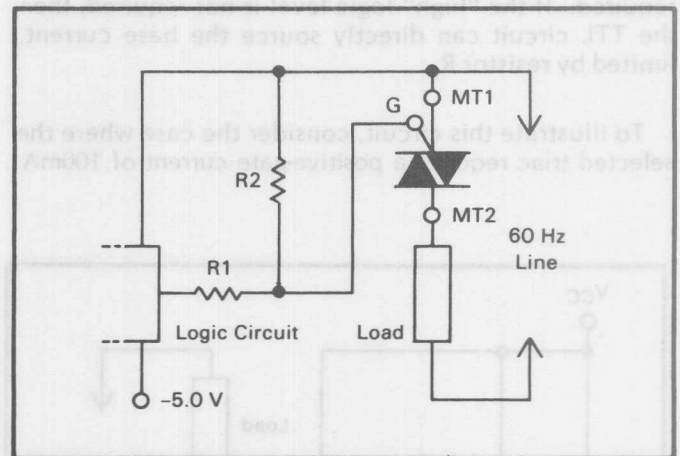 required. If the "high" logic level is not required, then
the TTL circuit can directly source the base current,
limited by resistor R
To illustrate this circuit, consider the case where the
selected triac requires a positive gate current of 100mA
G
MT1
R2
MT2
60 Hz
Line
R1
Logic Circuit
Load
–5.0 V
VCC
Load